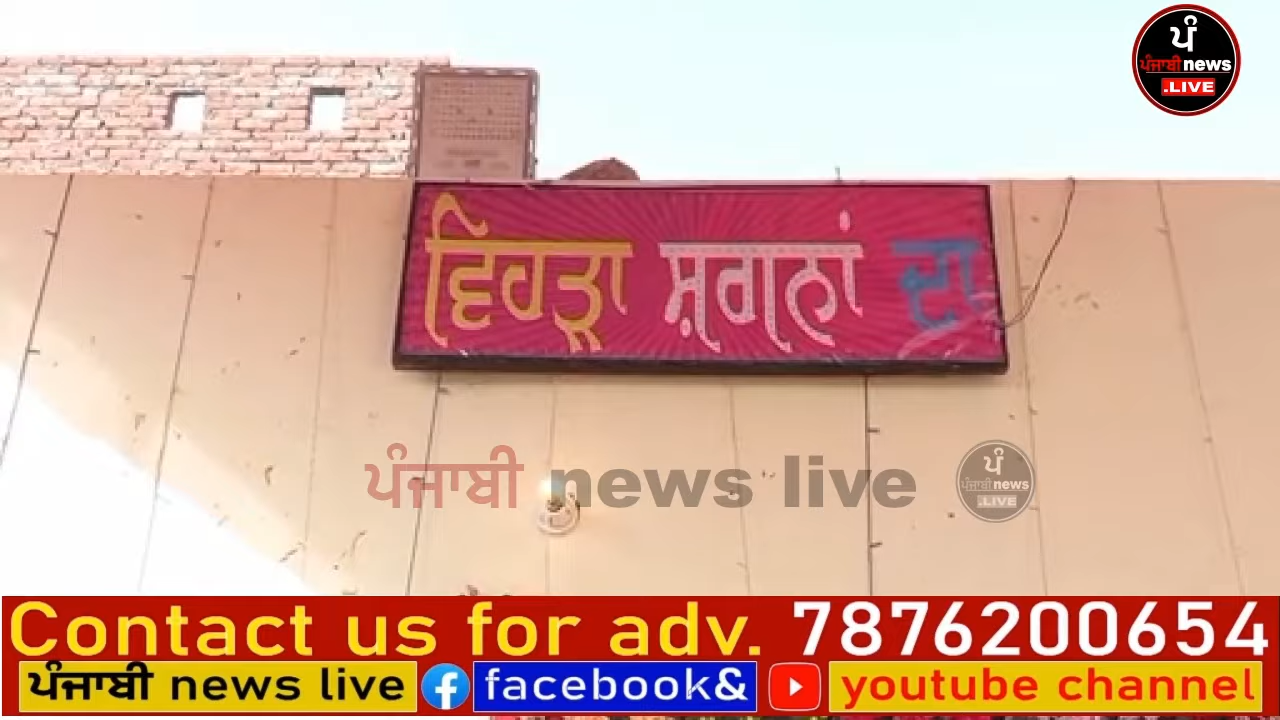 ਪੰ
ਪੰਜਾਬੀ news
.LIVE
ਵਿਹੜਾ ਸ਼ਗਨਾਂ ਦਾ
ਪੰਜਾਬੀ news live
ਪੰ
ਪੰਜਾਬੀ news
.LIVE
Contact us for adv. 7876200654
ਪੰਜਾਬੀ news live facebook& youtube channel